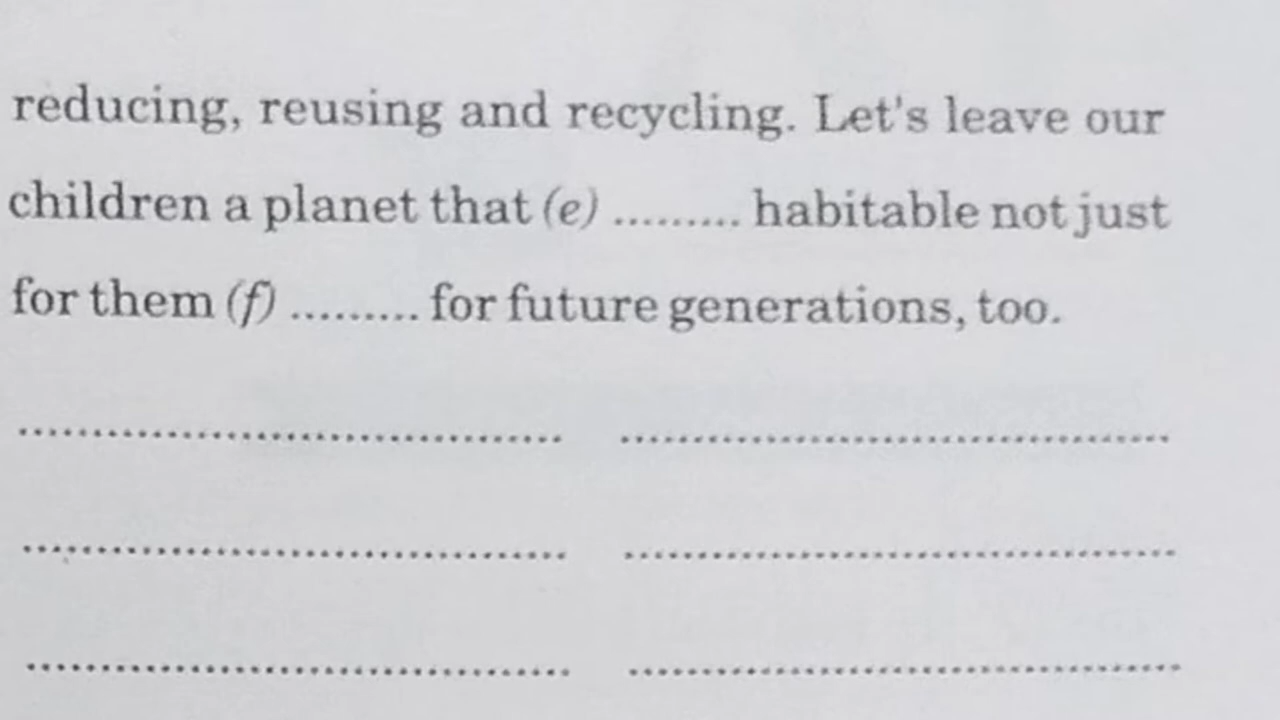 reducing, reusing and recycling. Let's leave our
children a planet that (e) ......... habitable not just
for them (f) ......... for future generations, too.